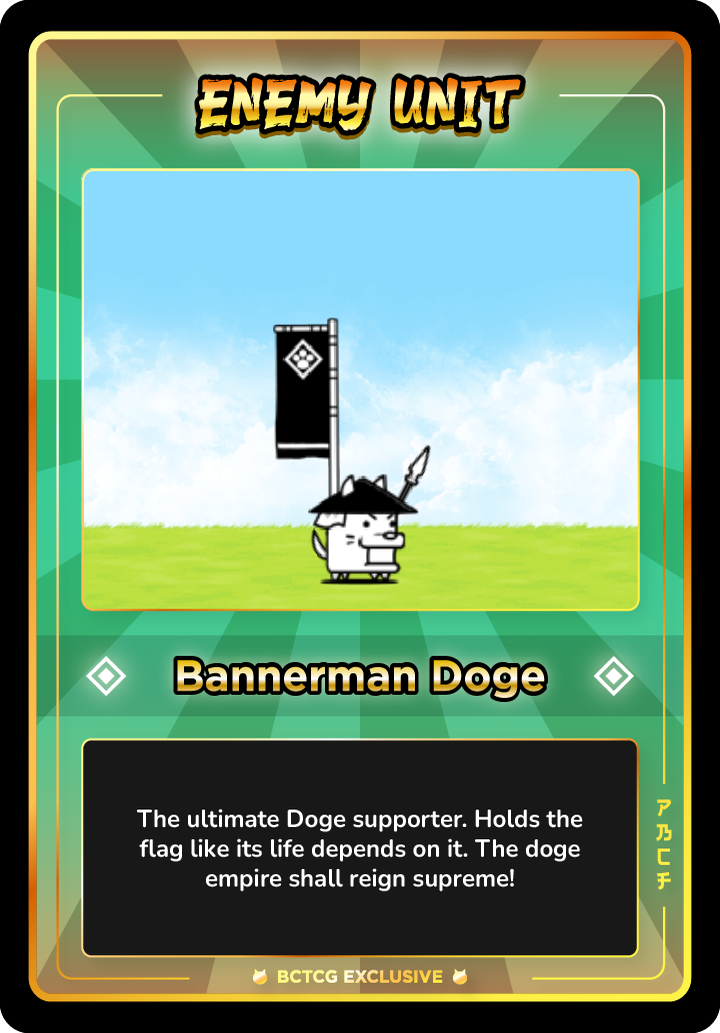 ENEMY UNIT
Bannerman Doge
The ultimate Doge supporter. Holds the
flag like its life depends on it. The doge
empire shall reign supreme!
BCTCG EXCLUSIVE